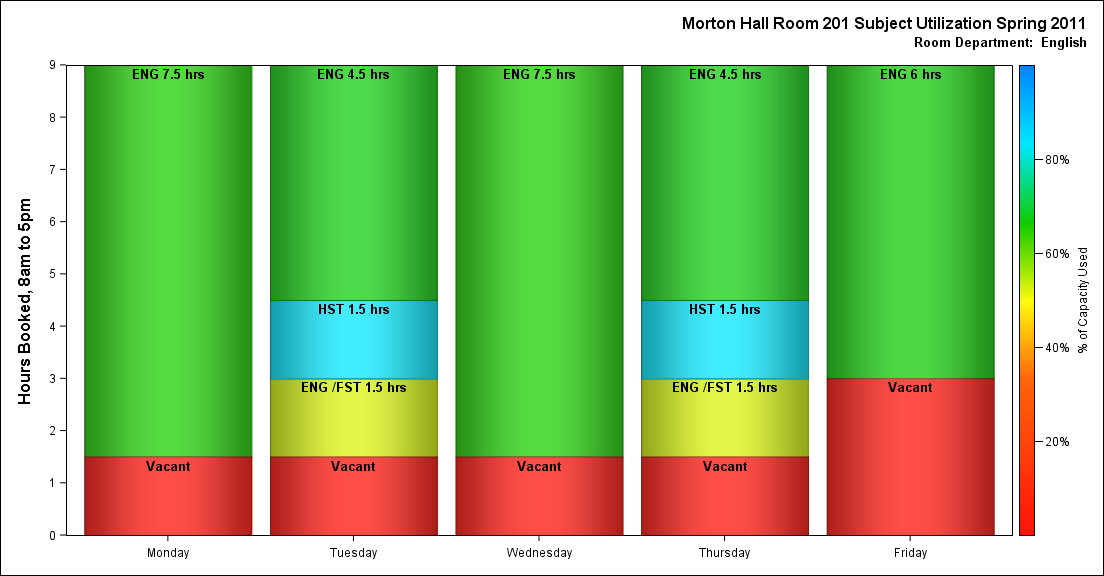 Morton Hall Room 201 Subject Utilization Spring 2011
Room Department: English
Hours Booked, 8am to 5pm
9
8
7
6
5
4
3
2
1
0
ENG 7.5 hrs
Vacant
ENG 4.5 hrs
HST 1.5 hrs
ENG /FST 1.5 hrs
Vacant
ENG 7.5 hrs
Vacant
ENG 4.5 hrs
HST 1.5 hrs
ENG /FST 1.5 hrs
Vacant
ENG 6 hrs
Vacant
Monday
Tuesday
Wednesday
Thursday
Friday
80%
60%
40%
20%
% of Capacity Used